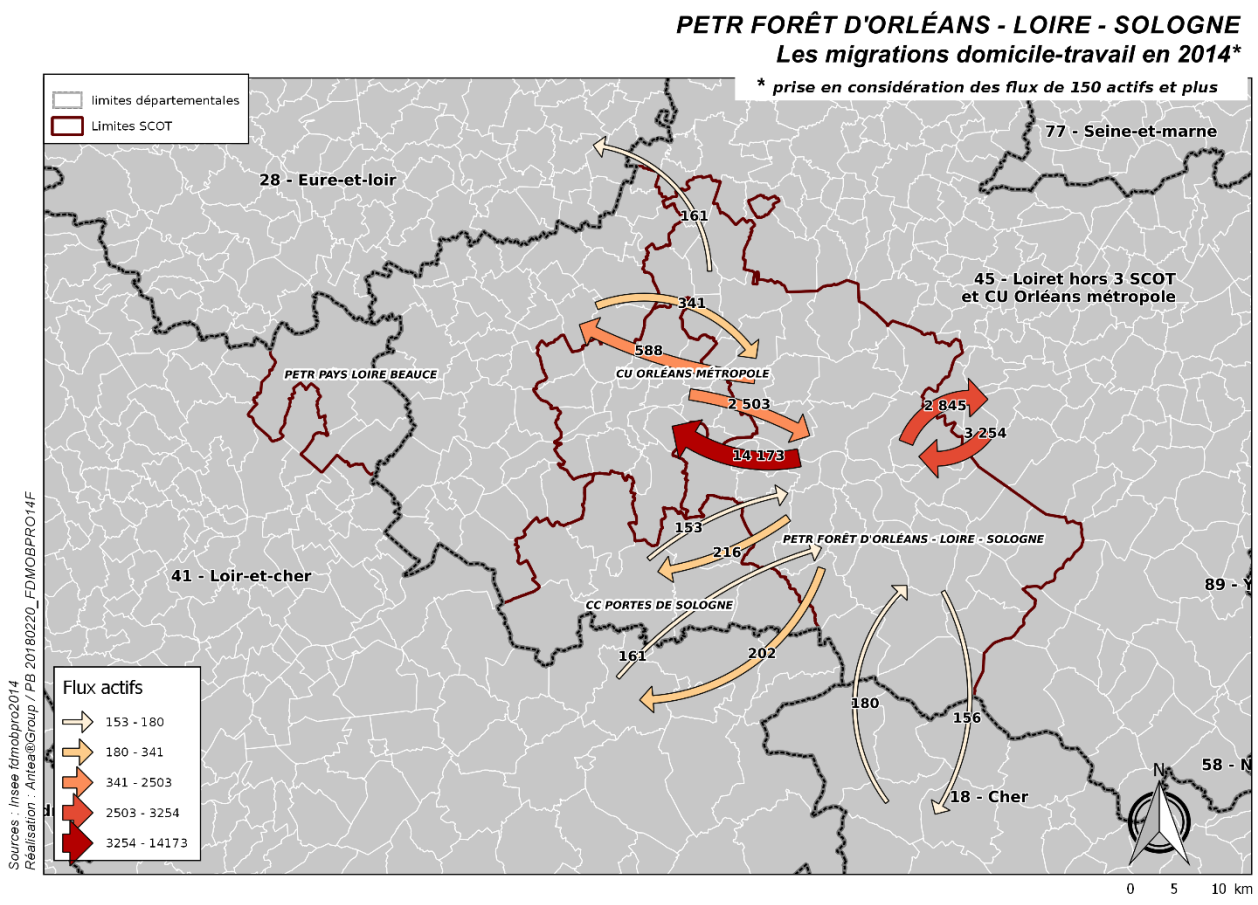 PETR FORÊT D'ORLÉANS - LOIRE - SOLOGNE
Les migrations domicile-travail en 2014*
* prise en considération des flux de 150 actifs et plus
limites départementales
Limites SCOT
77 - Seine-et-marne
28 - Eure-et-loir
161
45 - Loiret hors 3 SCOT
et CU Orléans métropole
341
588
PETR PAYS LOIRE BEAUCE
CU ORLÉANS MÉTROPOLE
2 503
2 845
3 254
14 173
153
216
PETR FORÊT D'ORLÉANS - LOIRE - SOLOGNE
41 - Loir-et-cher
89 - Y
CC PORTES DE SOLOGNE
161
202
180
156
58 - N
18 - Cher
N
Flux actifs
153 - 180
180 - 341
341 - 2503
2503 - 3254
3254 - 14173
0 5 10 km
Sources : Insee fdmobpro2014
Réalisation : Antea®Group / PB 20180220_FDMOBPRO14F